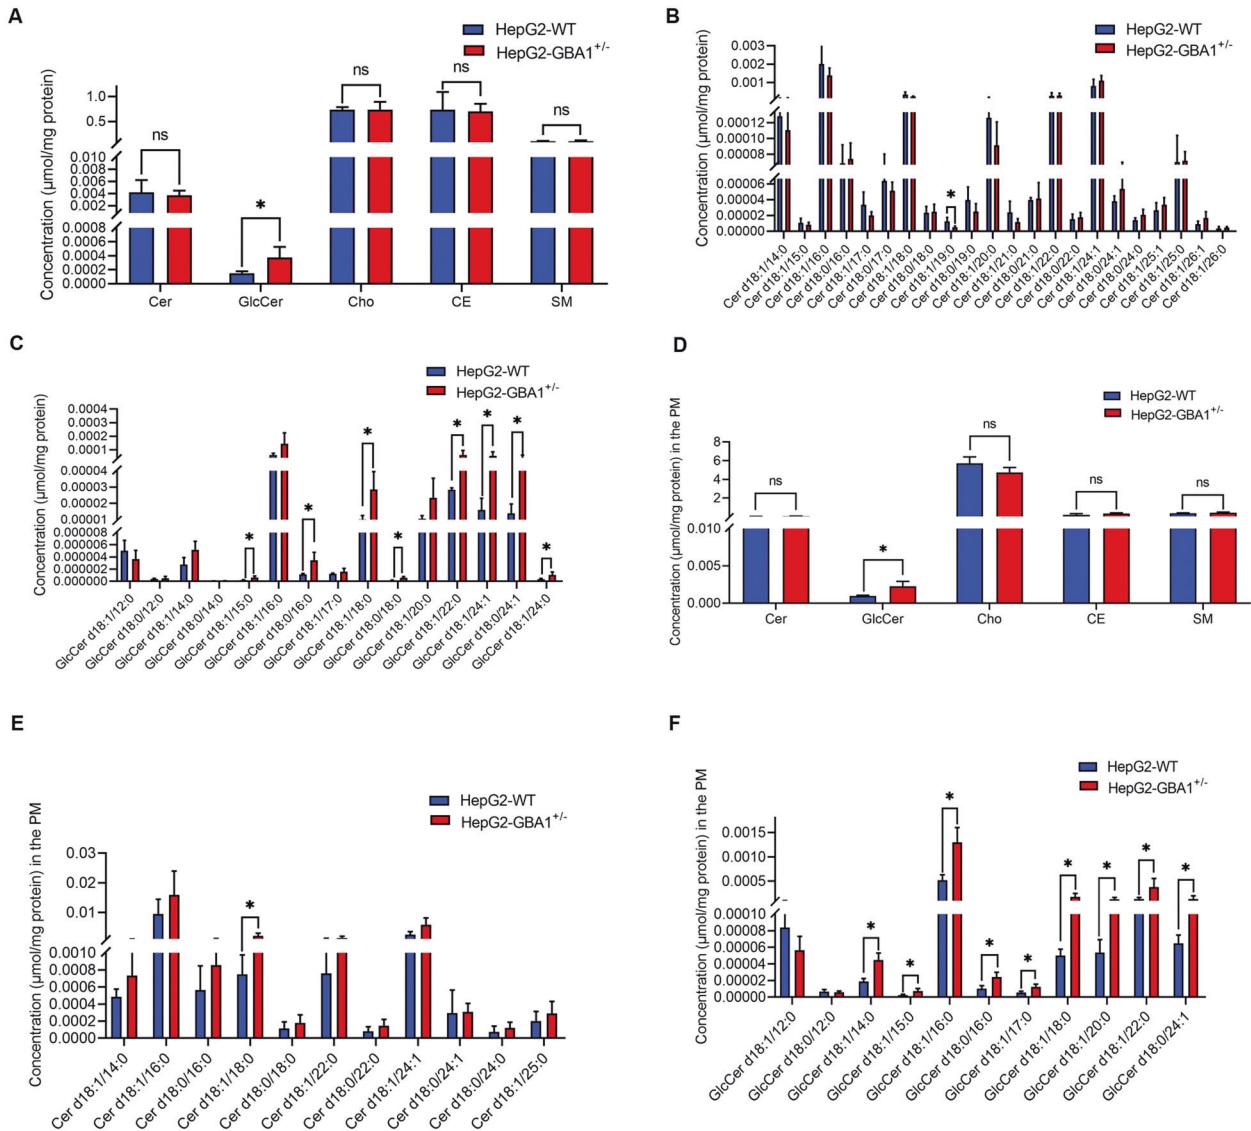 A
HepG2-WT
HepG2-GBA1+/-
Concentration (µmol/mg protein)
1.0
0.5
0.010
0.008
0.006
0.004
0.002
0.0008
0.0006
0.0004
0.0002
0.0000
ns
*
ns
ns
ns
Cer
GlcCer
Cho
CE
SM
B
HepG2-WT
HepG2-GBA1+/-
Concentration (µmol/mg protein)
0.003
0.002
0.001
0.00012
0.00008
0.00006
0.00004
0.00002
0.00000
*
Cer d18:1/14:0
Cer d18:1/15:0
Cer d18:1/16:0
Cer d18:0/16:0
Cer d18:1/17:0
Cer d18:0/17:0
Cer d18:1/18:0
Cer d18:0/18:0
Cer d18:1/19:0
Cer d18:0/19:0
Cer d18:1/20:0
Cer d18:1/21:0
Cer d18:0/21:0
Cer d18:1/22:0
Cer d18:0/22:0
Cer d18:1/24:1
Cer d18:0/24:1
Cer d18:0/24:0
Cer d18:1/25:1
Cer d18:1/25:0
Cer d18:1/26:1
Cer d18:1/26:0
C
HepG2-WT
HepG2-GBA1+/-
Concentration (µmol/mg protein)
0.0004
0.0003
0.0002
0.0001
0.00004
0.00003
0.00002
0.00001
0.000008
0.000006
0.000004
0.000002
0.000000
*
*
*
*
*
*
*
*
GlcCer d18:1/12:0
GlcCer d18:0/12:0
GlcCer d18:1/14:0
GlcCer d18:0/14:0
GlcCer d18:1/15:0
GlcCer d18:1/16:0
GlcCer d18:0/16:0
GlcCer d18:1/17:0
GlcCer d18:1/18:0
GlcCer d18:0/18:0
GlcCer d18:1/20:0
GlcCer d18:1/22:0
GlcCer d18:1/24:1
GlcCer d18:0/24:1
GlcCer d18:1/24:0
D
HepG2-WT
HepG2-GBA1+/-
Concentration (µmol/mg protein) in the PM
8
6
4
2
0.010
0.005
0.000
ns
*
ns
ns
ns
Cer
GlcCer
Cho
CE
SM
E
HepG2-WT
HepG2-GBA1+/-
Concentration (µmol/mg protein) in the PM
0.03
0.02
0.01
0.0010
0.0008
0.0006
0.0004
0.0002
0.0000
*
Cer d18:1/14:0
Cer d18:1/16:0
Cer d18:0/16:0
Cer d18:1/18:0
Cer d18:0/18:0
Cer d18:1/22:0
Cer d18:0/22:0
Cer d18:1/24:1
Cer d18:0/24:1
Cer d18:0/24:0
Cer d18:1/25:0
F
HepG2-WT
HepG2-GBA1+/-
Concentration (µmol/mg protein) in the PM
0.0015
0.0010
0.0005
0.00010
0.00008
0.00006
0.00004
0.00002
0.00000
*
*
*
*
*
*
*
*
*
GlcCer d18:1/12:0
GlcCer d18:0/12:0
GlcCer d18:1/14:0
GlcCer d18:1/15:0
GlcCer d18:1/16:0
GlcCer d18:0/16:0
GlcCer d18:1/17:0
GlcCer d18:1/18:0
GlcCer d18:1/20:0
GlcCer d18:1/22:0
GlcCer d18:0/24:1